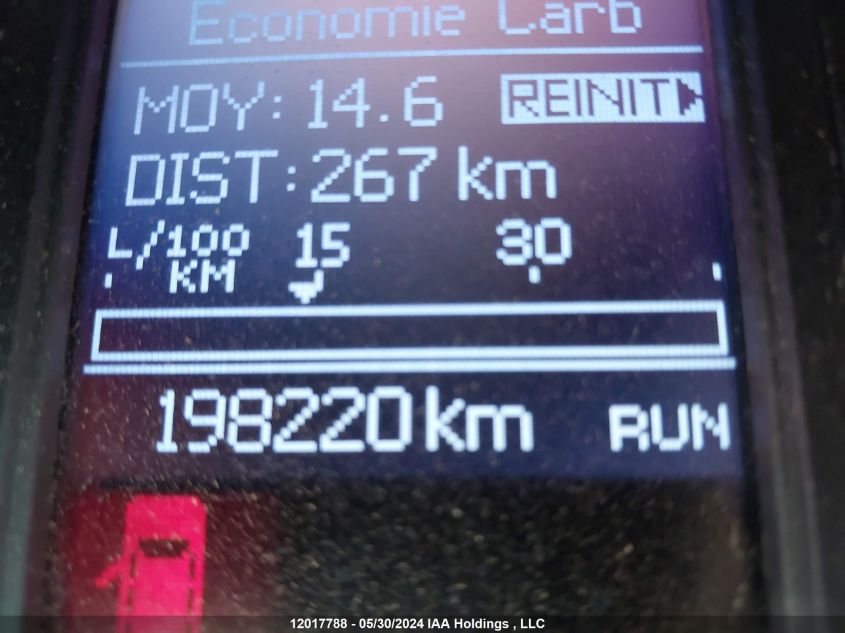 Economie Carb
MOY: 14.6 REINIT
DIST: 267 km
L/100 15 30
KM
198220 km RUN
12017788 - 05/30/2024 IAA Holdings , LLC